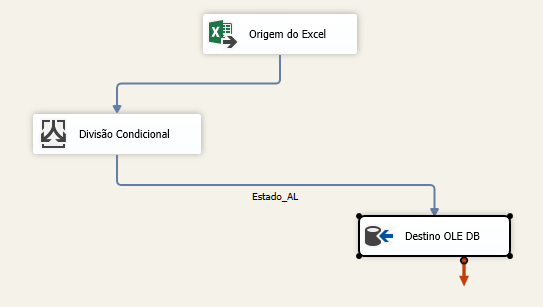 Origem do Excel
Divisão Condicional
Estado_AL
Destino OLE DB